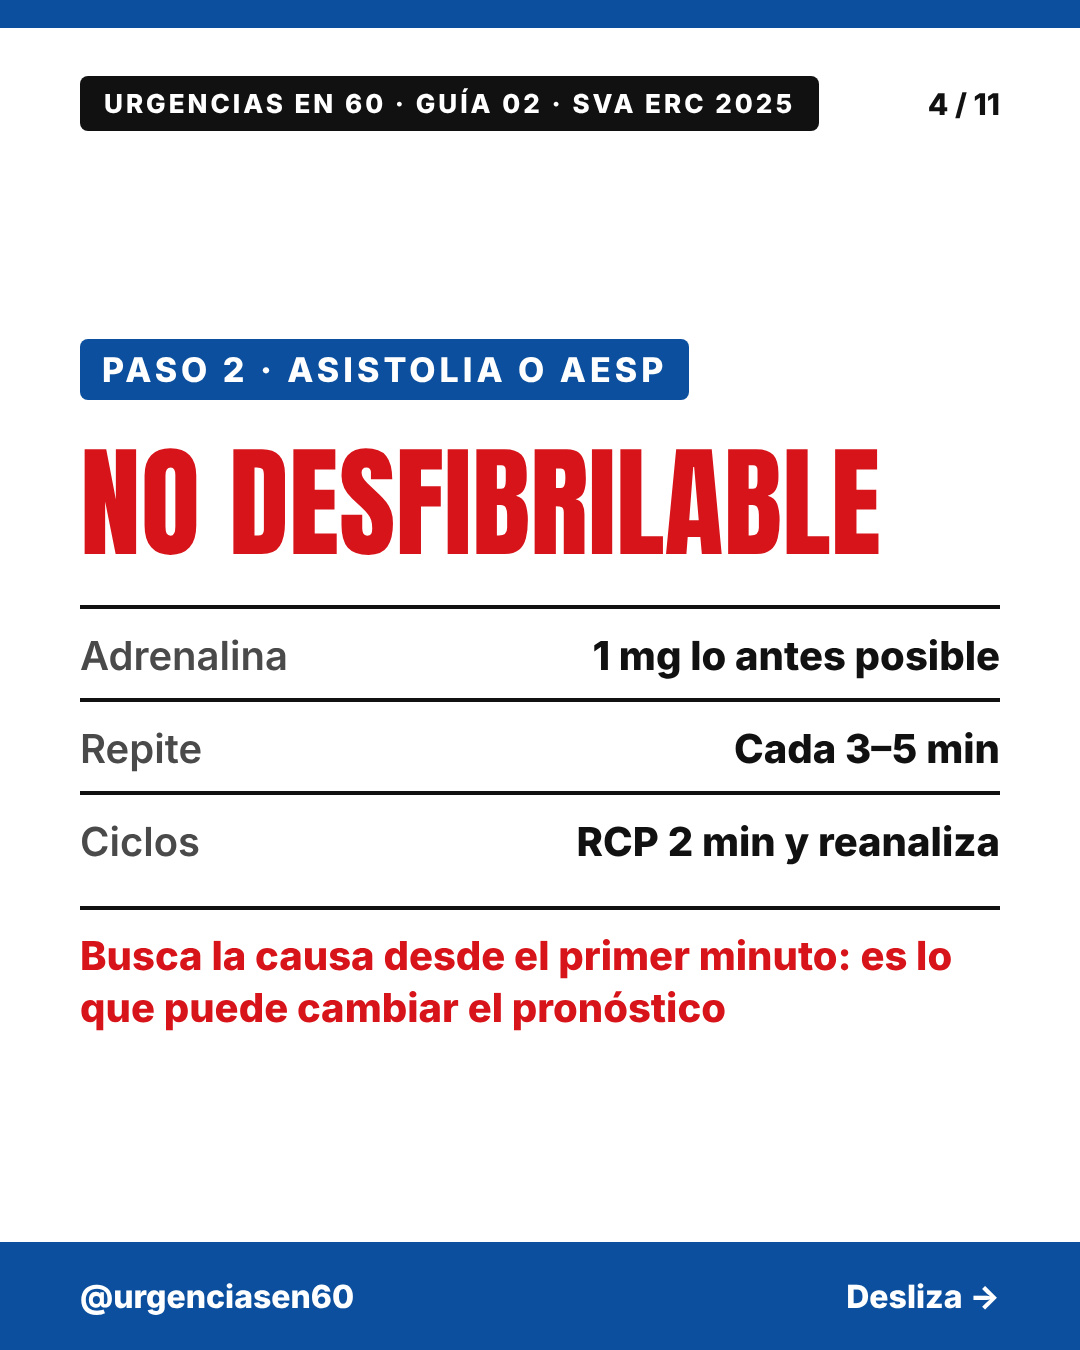 URGENCIAS EN 60 · GUÍA 02 · SVA ERC 2025
4 / 11
PASO 2 · ASISTOLIA O AESP
NO DESFIBRILABLE
Adrenalina 1 mg lo antes posible
Repite Cada 3–5 min
Ciclos RCP 2 min y reanaliza
Busca la causa desde el primer minuto: es lo
que puede cambiar el pronóstico
@urgenciasen60 Desliza →